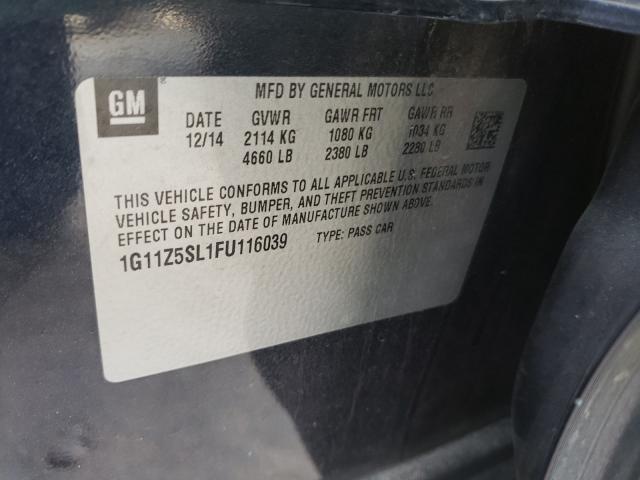 GM
MFD BY GENERAL MOTORS LLC
DATE GVWR GAWR FRT GAWR RR
12/14 2114 KG 1080 KG 1034 KG
4660 LB 2380 LB 2280 LB
THIS VEHICLE CONFORMS TO ALL APPLICABLE U.S. FEDERAL MOTOR
VEHICLE SAFETY, BUMPER, AND THEFT PREVENTION STANDARDS IN
EFFECT ON THE DATE OF MANUFACTURE SHOWN ABOVE.
1G11Z5SL1FU116039 TYPE: PASS CAR